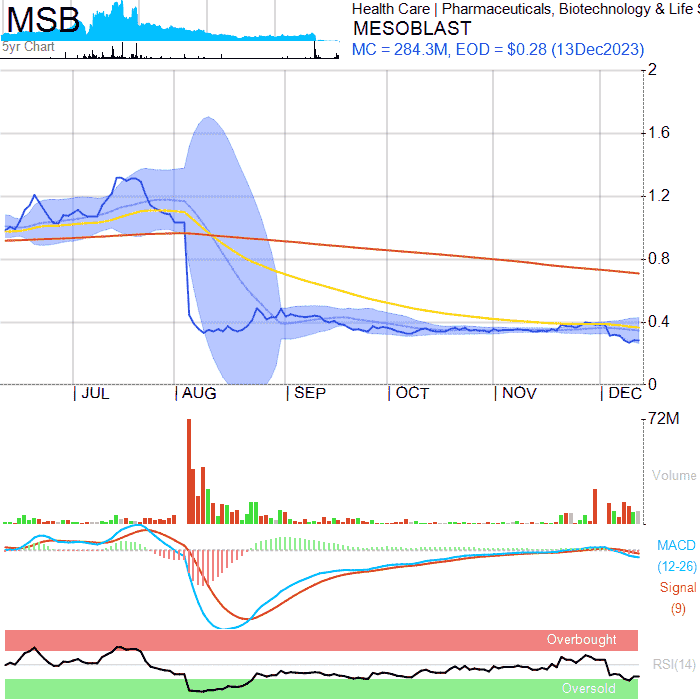 MSB
5yr Chart
Health Care | Pharmaceuticals, Biotechnology & Life S
MESOBLAST
MC = 284.3M, EOD = $0.28 (13Dec2023)
2
1.6
1.2
0.8
0.4
0
JUL AUG SEP OCT NOV DEC
72M
Volume
MACD
(12-26)
Signal
(9)
Overbought
RSI(14)
Oversold